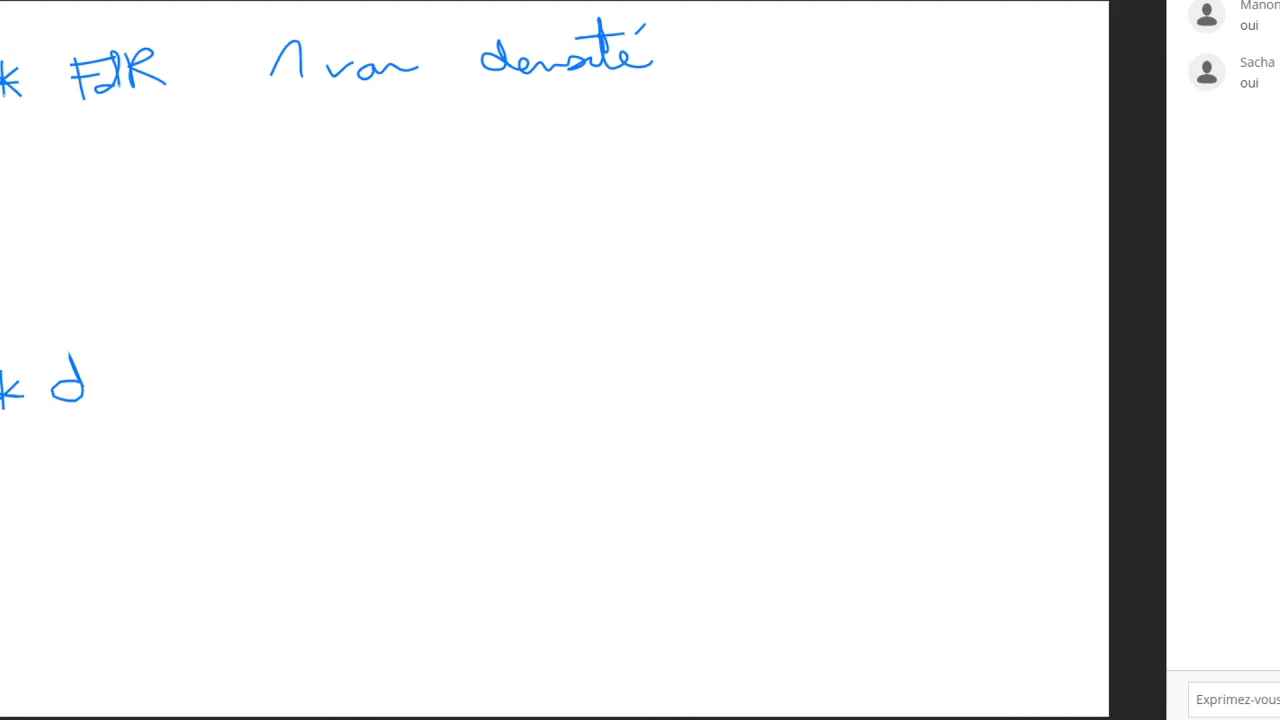 * FdR 1 var densité
* d
Manon
oui
Sacha
oui
Exprimez-vous